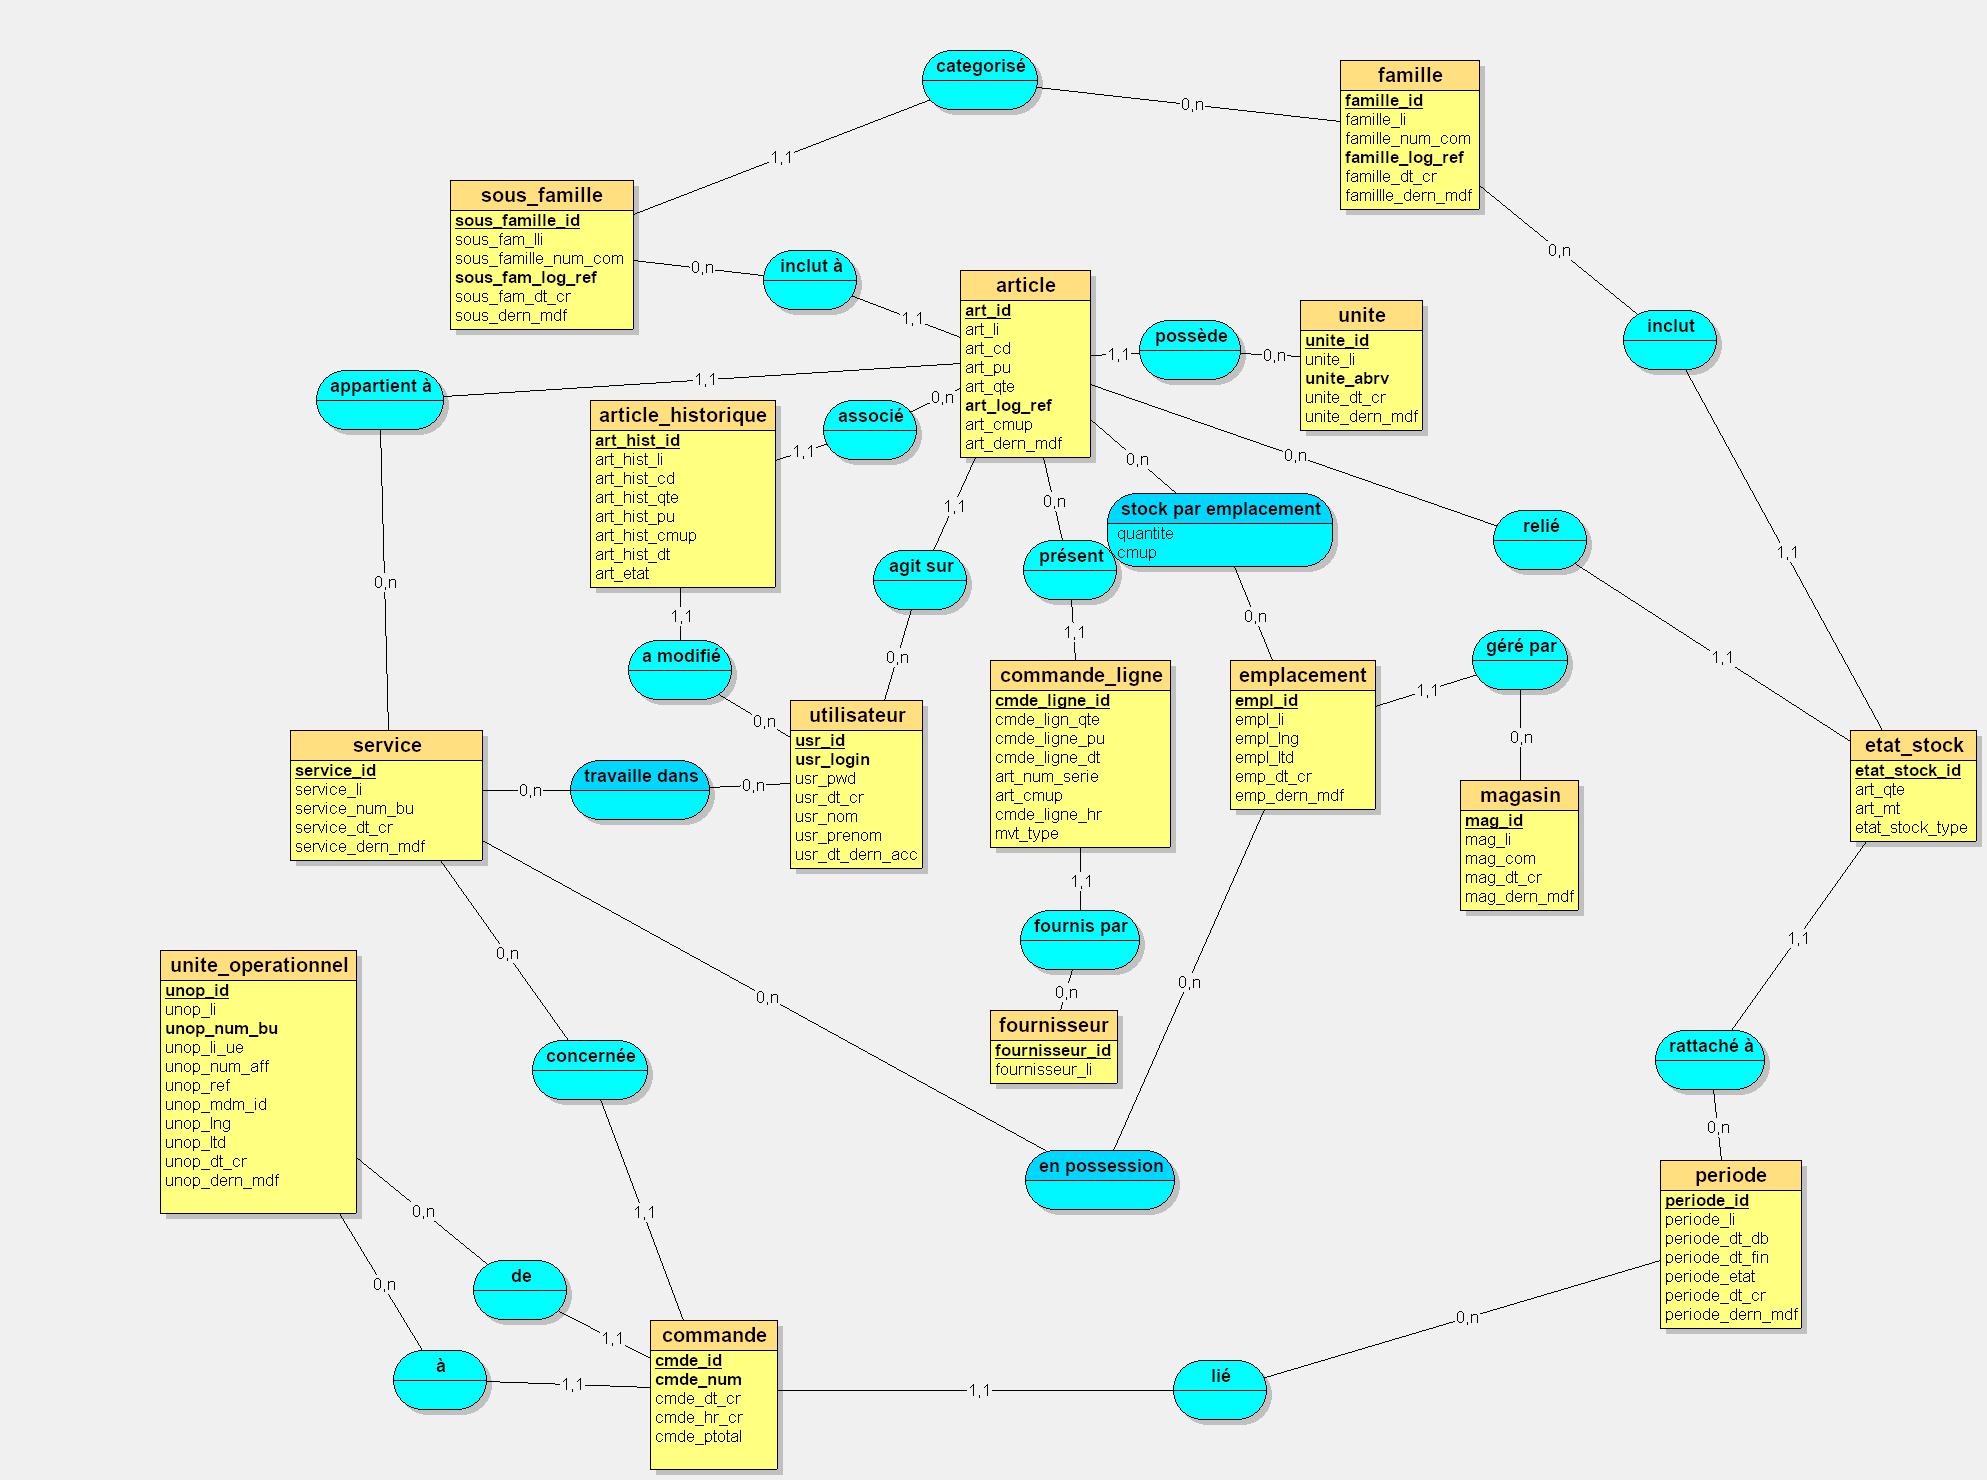 categorisé
0,n
1,1
famille
famille_id
famille_li
famille_num_com
famille_log_ref
famille_dt_cr
famillle_dern_mdf
sous_famille
sous_famille_id
sous_fam_lli
sous_famille_num_com
sous_fam_log_ref
sous_fam_dt_cr
sous_dern_mdf
0,n
inclut à
1,1
0,n
inclut
1,1
article
art_id
art_li
art_cd
art_pu
art_qte
art_log_ref
art_cmup
art_dern_mdf
1,1
possède
0,n
unite
unite_id
unite_li
unite_abrv
unite_dt_cr
unite_dern_mdf
appartient à
1,1
0,n
article_historique
art_hist_id
art_hist_li
art_hist_cd
art_hist_qte
art_hist_pu
art_hist_cmup
art_hist_dt
art_etat
1,1
associé
0,n
1,1
agit sur
0,n
0,n
présent
1,1
0,n
stock par emplacement
quantite
cmup
0,n
0,n
relié
1,1
1,1
a modifié
0,n
utilisateur
usr_id
usr_login
usr_pwd
usr_dt_cr
usr_nom
usr_prenom
usr_dt_dern_acc
commande_ligne
cmde_ligne_id
cmde_lign_qte
cmde_ligne_pu
cmde_ligne_dt
art_num_serie
art_cmup
cmde_ligne_hr
mvt_type
emplacement
empl_id
empl_li
empl_lng
empl_ltd
emp_dt_cr
emp_dern_mdf
1,1
géré par
0,n
magasin
mag_id
mag_li
mag_com
mag_dt_cr
mag_dern_mdf
etat_stock
etat_stock_id
art_qte
art_mt
etat_stock_type
service
service_id
service_li
service_num_bu
service_dt_cr
service_dern_mdf
0,n
travaille dans
0,n
1,1
fournis par
0,n
fournisseur
fournisseur_id
fournisseur_li
0,n
0,n
en possession
0,n
concernée
1,1
1,1
rattaché à
0,n
unite_operationnel
unop_id
unop_li
unop_num_bu
unop_li_ue
unop_num_aff
unop_ref
unop_mdm_id
unop_lng
unop_ltd
unop_dt_cr
unop_dern_mdf
periode
periode_id
periode_li
periode_dt_db
periode_dt_fin
periode_etat
periode_dt_cr
periode_dern_mdf
0,n
de
1,1
0,n
à
1,1
commande
cmde_id
cmde_num
cmde_dt_cr
cmde_hr_cr
cmde_ptotal
1,1
lié
0,n